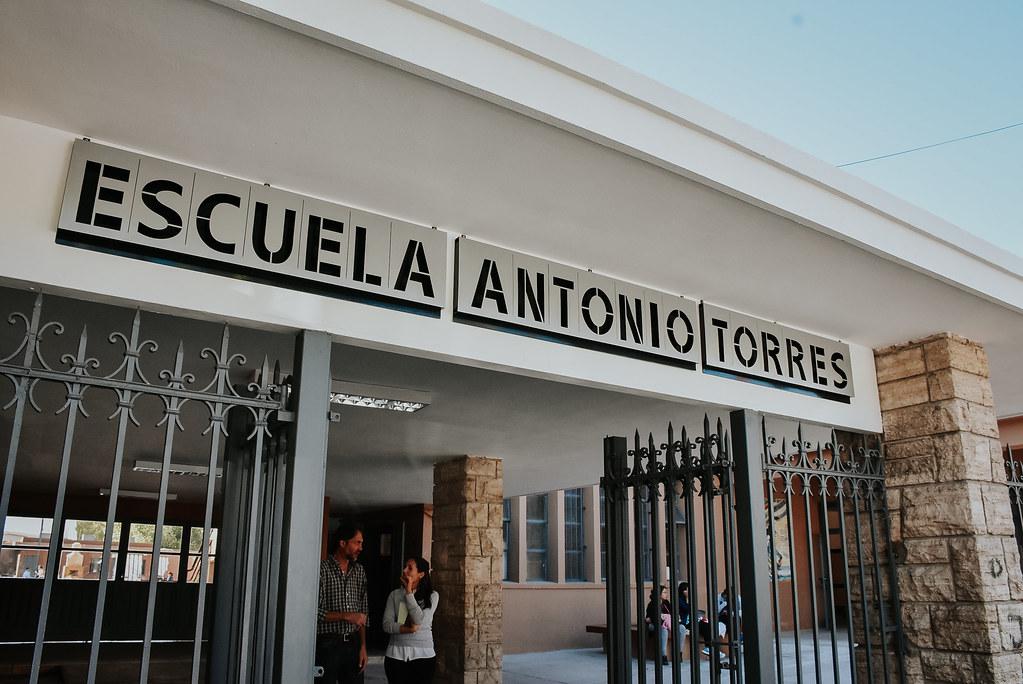 ESCUELA ANTONIO TORRES